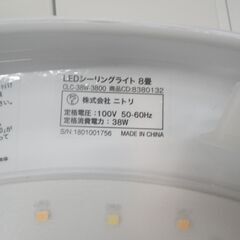 LEDシーリングライト 8畳
CLC-38W-3800 商品CD:8380132
株式会社 ニトリ
定格電圧:100V 50-60Hz
定格消費電力:38W
S/N:1801001756 MADE IN CHINA